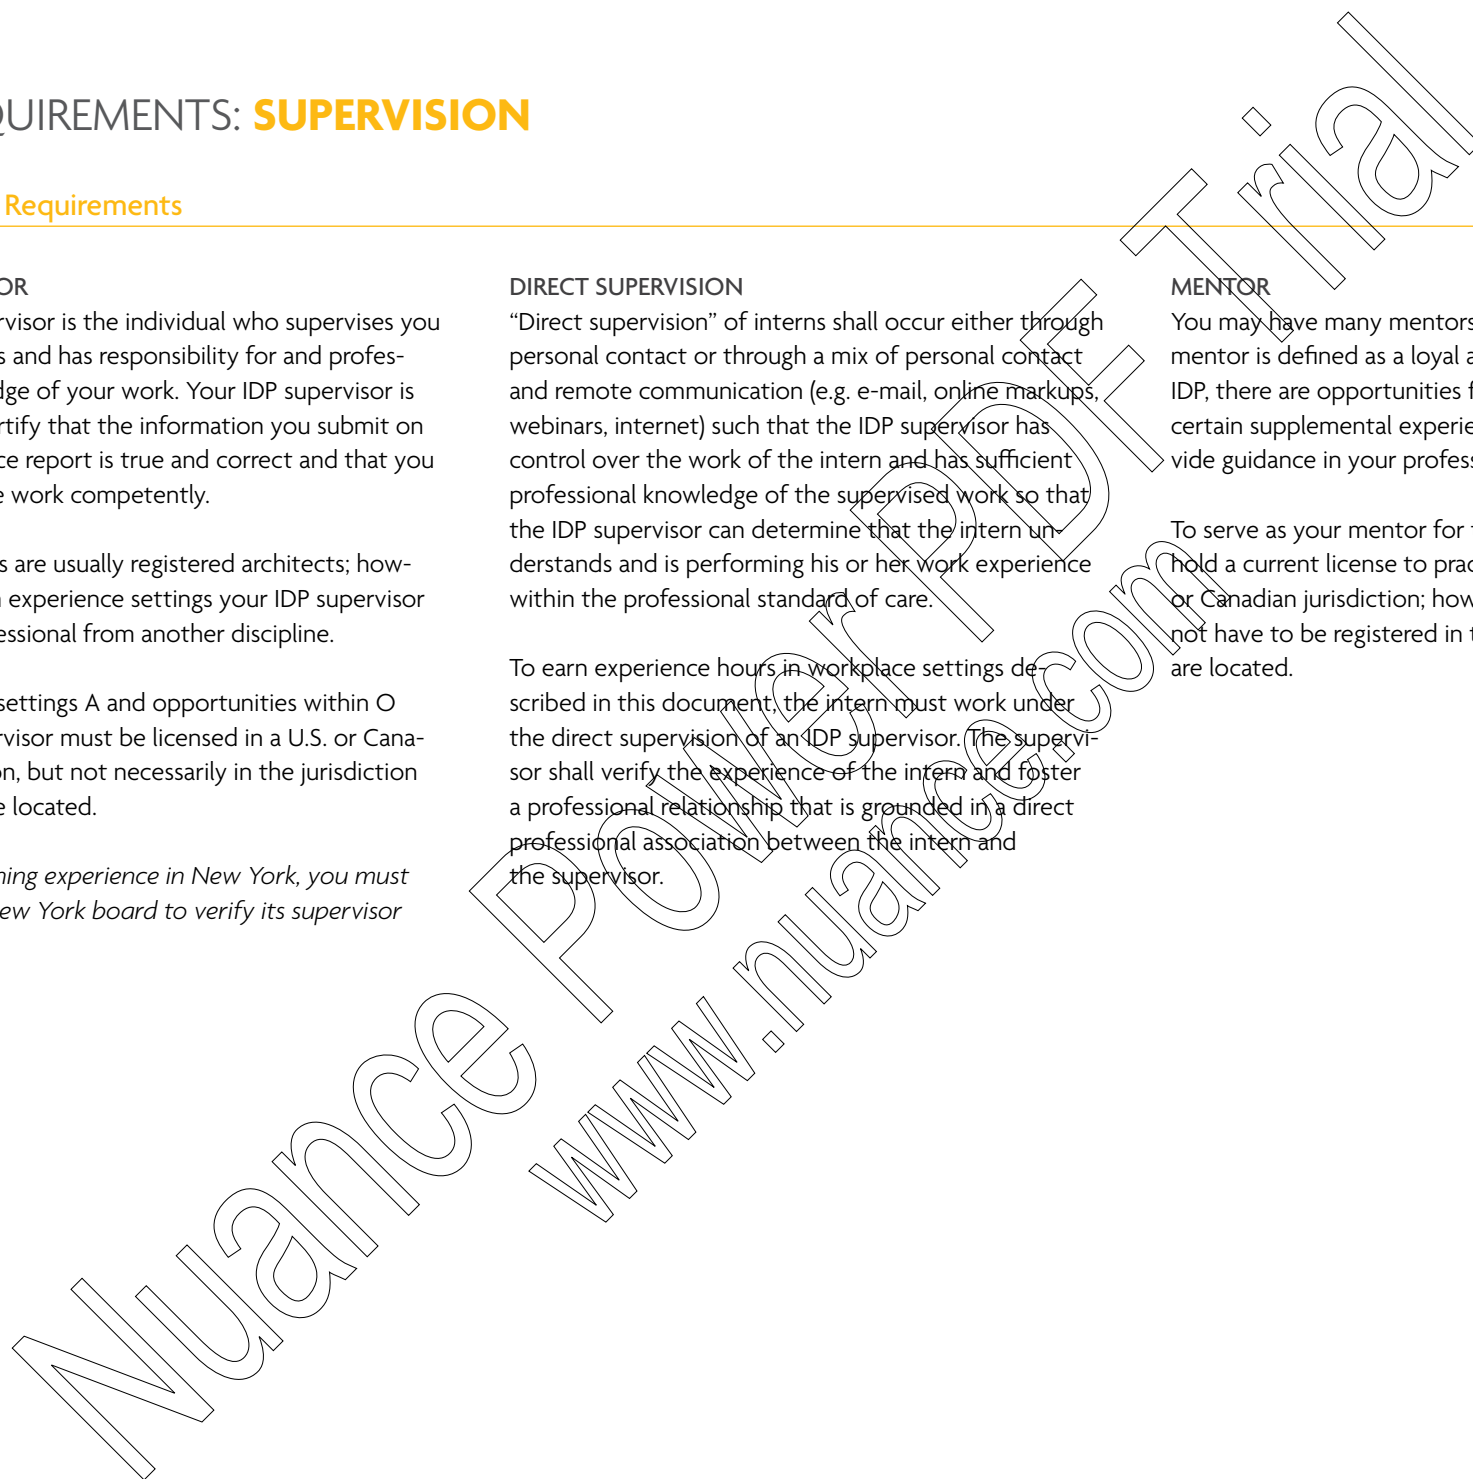 QUIREMENTS: SUPERVISION
Requirements
OR
rvisor is the individual who supervises you
s and has responsibility for and profes-
dge of your work. Your IDP supervisor is
rtify that the information you submit on
ce report is true and correct and that you
e work competently.
s are usually registered architects; how-
n experience settings your IDP supervisor
essional from another discipline.
settings A and opportunities within O
rvisor must be licensed in a U.S. or Cana-
on, but not necessarily in the jurisdiction
e located.
ning experience in New York, you must
ew York board to verify its supervisor
DIRECT SUPERVISION
“Direct supervision” of interns shall occur either through
personal contact or through a mix of personal contact
and remote communication (e.g. e-mail, online markups,
webinars, internet) such that the IDP supervisor has
control over the work of the intern and has sufficient
professional knowledge of the supervised work so that
the IDP supervisor can determine that the intern un-
derstands and is performing his or her work experience
within the professional standard of care.
To earn experience hours in workplace settings de-
scribed in this document, the intern must work under
the direct supervision of an IDP supervisor. The supervi-
sor shall verify the experience of the intern and foster
a professional relationship that is grounded in a direct
professional association between the intern and
the supervisor.
MENTOR
You may have many mentors
mentor is defined as a loyal a
IDP, there are opportunities f
certain supplemental experie
vide guidance in your profess
To serve as your mentor for t
hold a current license to prac
or Canadian jurisdiction; how
not have to be registered in t
are located.
Nuance Power PDF Trial
www.nuance.com